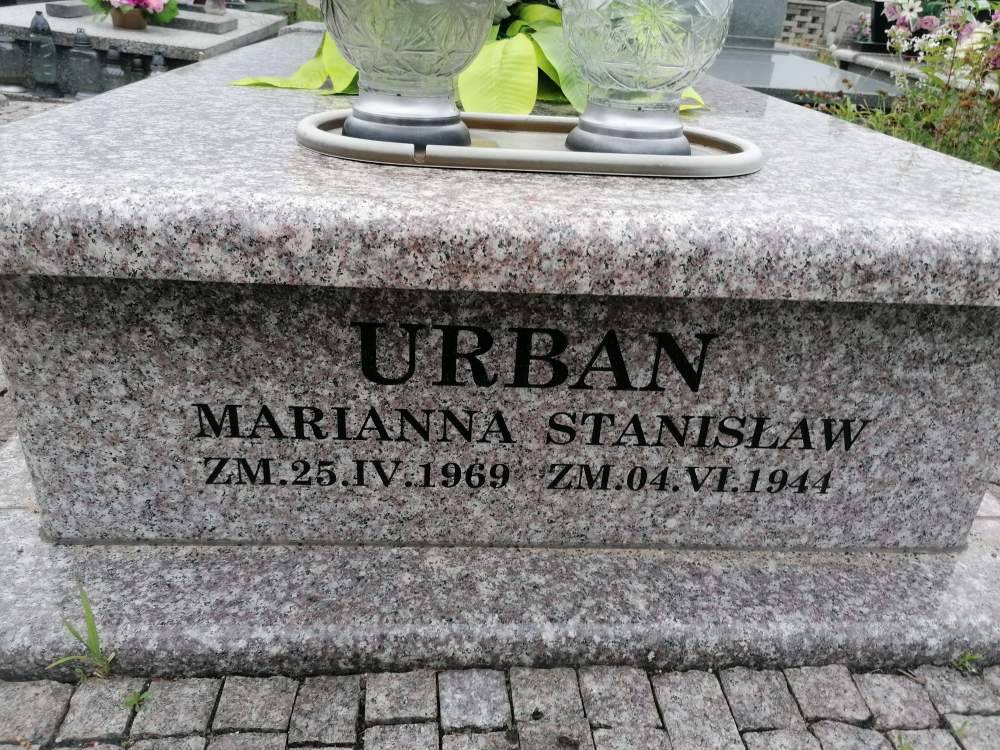 URBAN
MARIANNA STANISŁAW
ZM.25.IV.1969 ZM.04.VI.1944